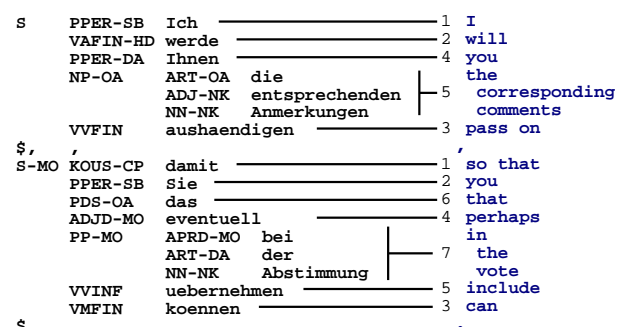 S PPER-SB Ich 1 I
VAFIN-HD werde 2 will
PPER-DA Ihnen 4 you
NP-OA ART-OA die the
ADJ-NK entsprechenden 5 corresponding
NN-NK Anmerkungen comments
VVFIN aushaendigen 3 pass on
$, , ,
S-MO KOUS-CP damit 1 so that
PPER-SB Sie 2 you
PDS-OA das 6 that
ADJD-MO eventuell 4 perhaps
PP-MO APRD-MO bei in
ART-DA der 7 the
NN-NK Abstimmung vote
VVINF uebernehmen 5 include
VMFIN koennen 3 can
$. .